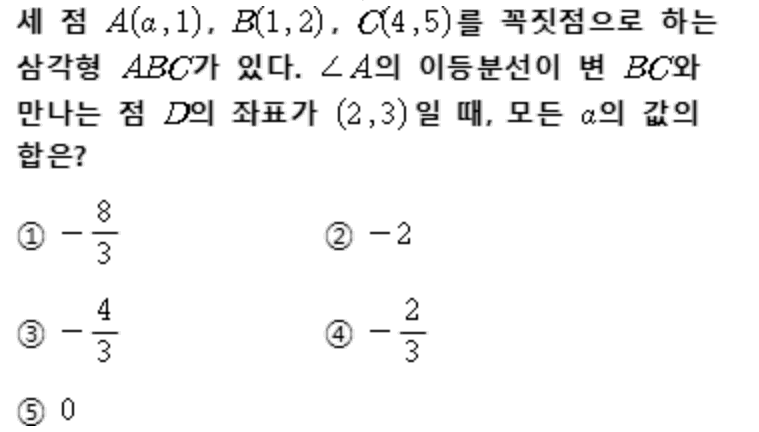 세 점 A(a,1), B(1,2), C(4,5)를 꼭짓점으로 하는
삼각형 ABC가 있다. ∠A의 이등분선이 변 BC와
만나는 점 D의 좌표가 (2,3)일 때, 모든 a의 값의
합은?
① -8/3 ② -2
③ -4/3 ④ -2/3
⑤ 0